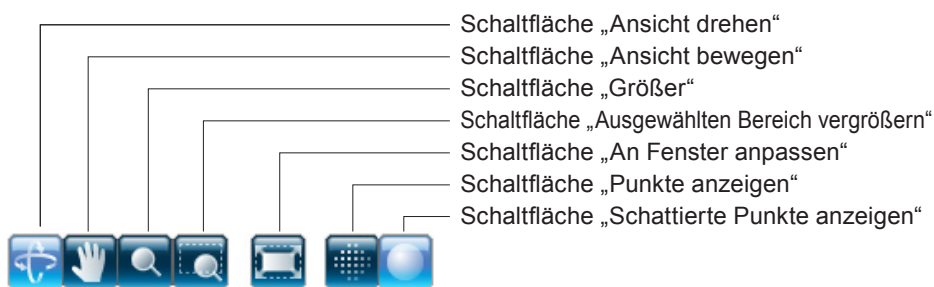 Schaltfläche „Ansicht drehen“
Schaltfläche „Ansicht bewegen“
Schaltfläche „Größer“
Schaltfläche „Ausgewählten Bereich vergrößern“
Schaltfläche „An Fenster anpassen“
Schaltfläche „Punkte anzeigen“
Schaltfläche „Schattierte Punkte anzeigen“